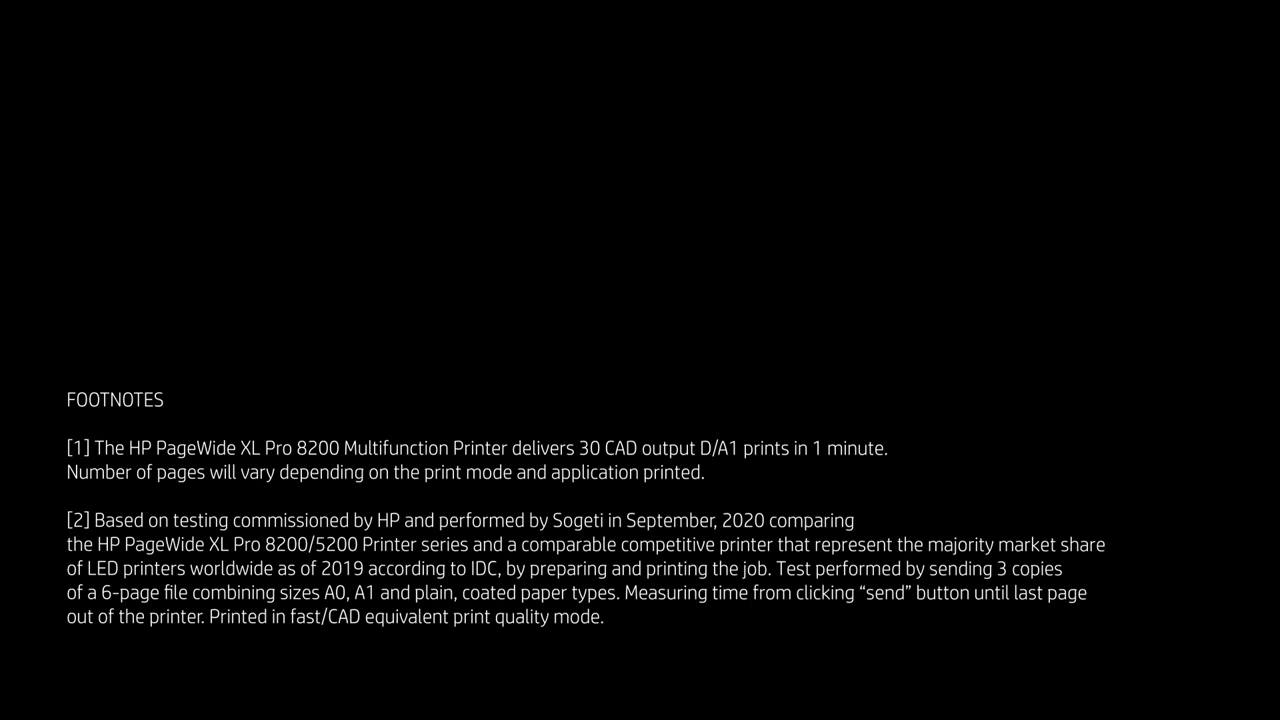 FOOTNOTES
[1] The HP PageWide XL Pro 8200 Multifunction Printer delivers 30 CAD output D/A1 prints in 1 minute.
Number of pages will vary depending on the print mode and application printed.
[2] Based on testing commissioned by HP and performed by Sogeti in September, 2020 comparing
the HP PageWide XL Pro 8200/5200 Printer series and a comparable competitive printer that represent the majority market share
of LED printers worldwide as of 2019 according to IDC, by preparing and printing the job. Test performed by sending 3 copies
of a 6-page file combining sizes A0, A1 and plain, coated paper types. Measuring time from clicking “send” button until last page
out of the printer. Printed in fast/CAD equivalent print quality mode.